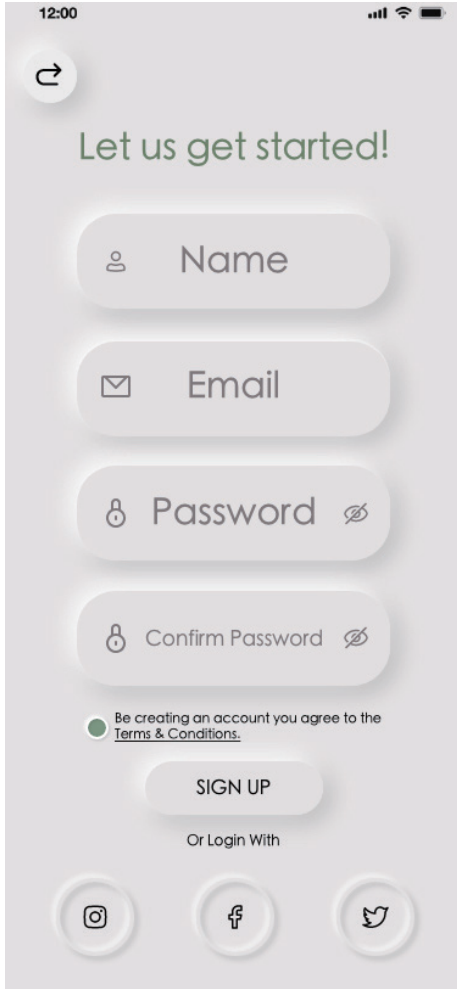 12:00
Let us get started!
Name
Email
Password
Confirm Password
Be creating an account you agree to the
Terms & Conditions.
SIGN UP
Or Login With